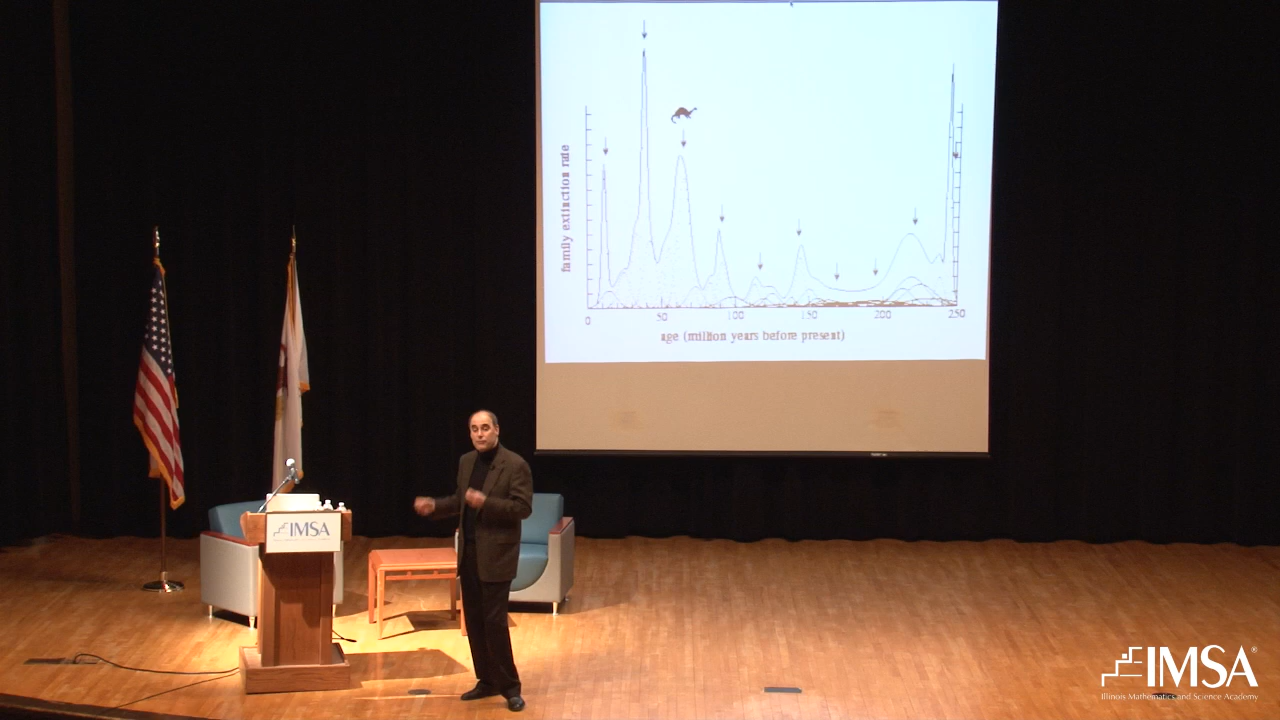 family extinction rate
0
50
100
150
200
250
age (million years before present)
IMSA
IMSA®
Illinois Mathematics and Science Academy